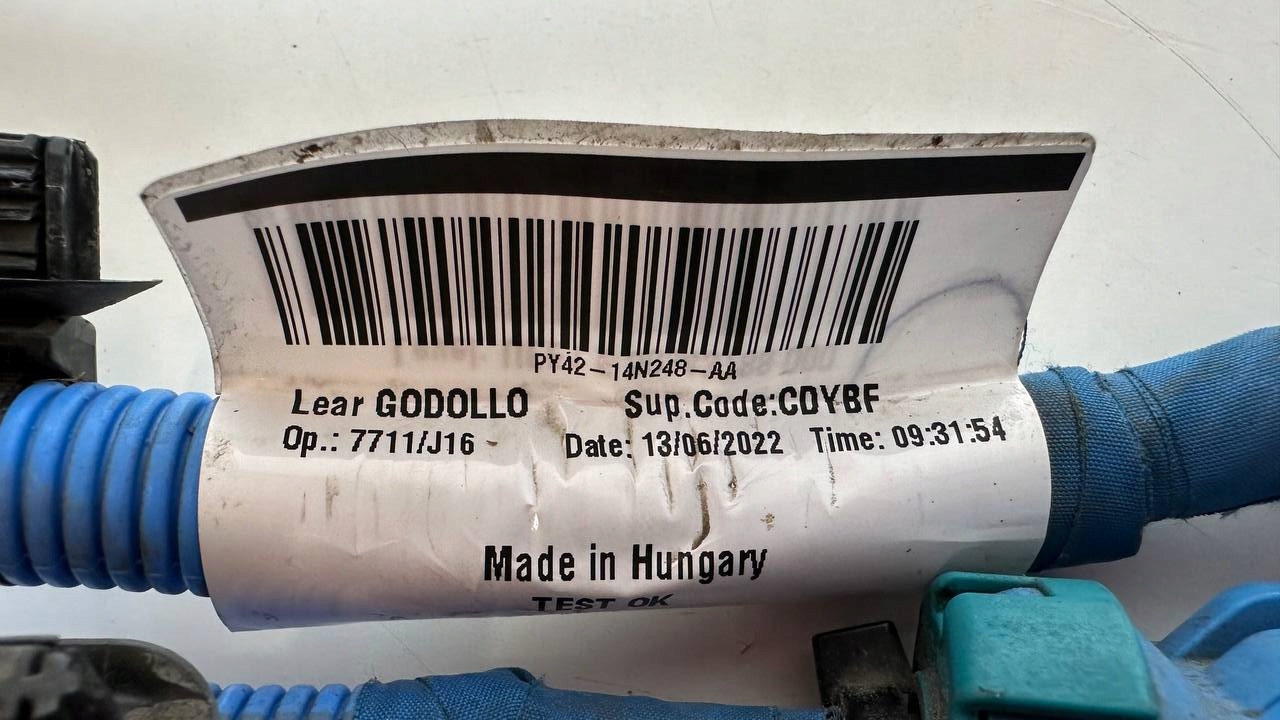 PY42-14N248-AA
Lear GODOLLO Sup.Code:CDYBF
Op.: 7711/J16 Date: 13/06/2022 Time: 09:31:54
Made in Hungary
TEST OK